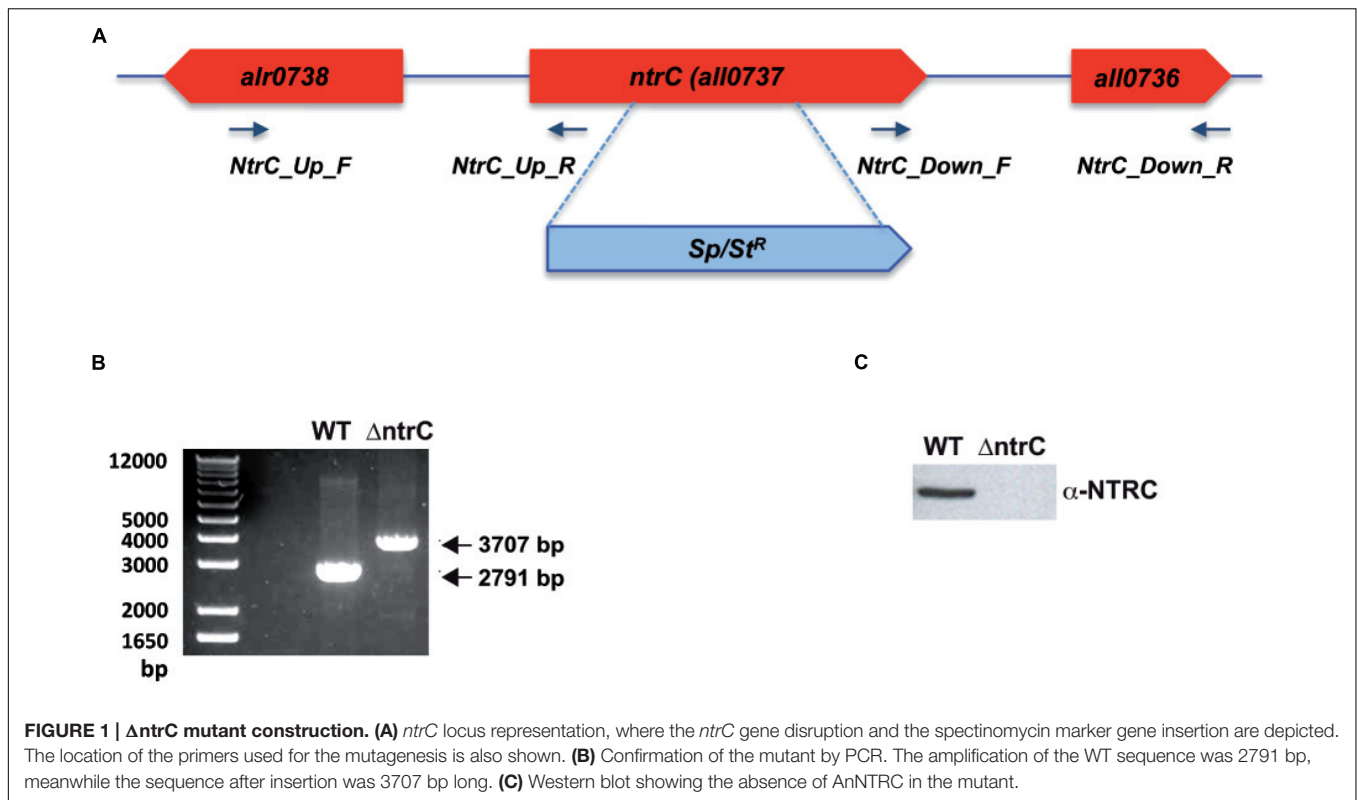 A
alr0738
ntrC (all0737
all0736
NtrC_Up_F
NtrC_Up_R
NtrC_Down_F
NtrC_Down_R
Sp/StR
B
C
WT ΔntrC
12000
5000
4000
3000
2000
1650
bp
3707 bp
2791 bp
WT ΔntrC
α-NTRC
FIGURE 1 | ΔntrC mutant construction. (A) ntrC locus representation, where the ntrC gene disruption and the spectinomycin marker gene insertion are depicted.
The location of the primers used for the mutagenesis is also shown. (B) Confirmation of the mutant by PCR. The amplification of the WT sequence was 2791 bp,
meanwhile the sequence after insertion was 3707 bp long. (C) Western blot showing the absence of AnNTRC in the mutant.